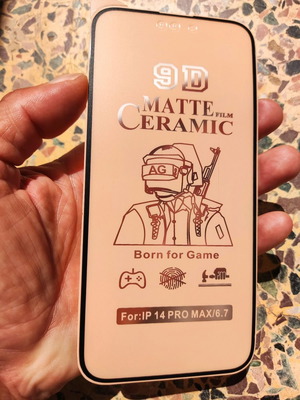 9D
MATTE FILM
CERAMIC
AG
Born for Game
For:IP 14 PRO MAX/6.7